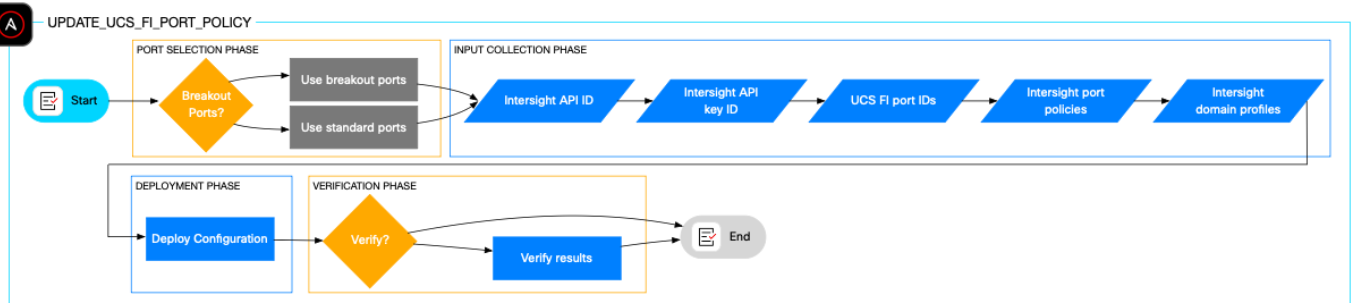 UPDATE_UCS_FI_PORT_POLICY
PORT SELECTION PHASE
Start
Breakout
Ports?
Use breakout ports
Use standard ports
INPUT COLLECTION PHASE
Intersight API ID
Intersight API
key ID
UCS FI port IDs
Intersight port
policies
Intersight
domain profiles
DEPLOYMENT PHASE
Deploy Configuration
VERIFICATION PHASE
Verify?
Verify results
End